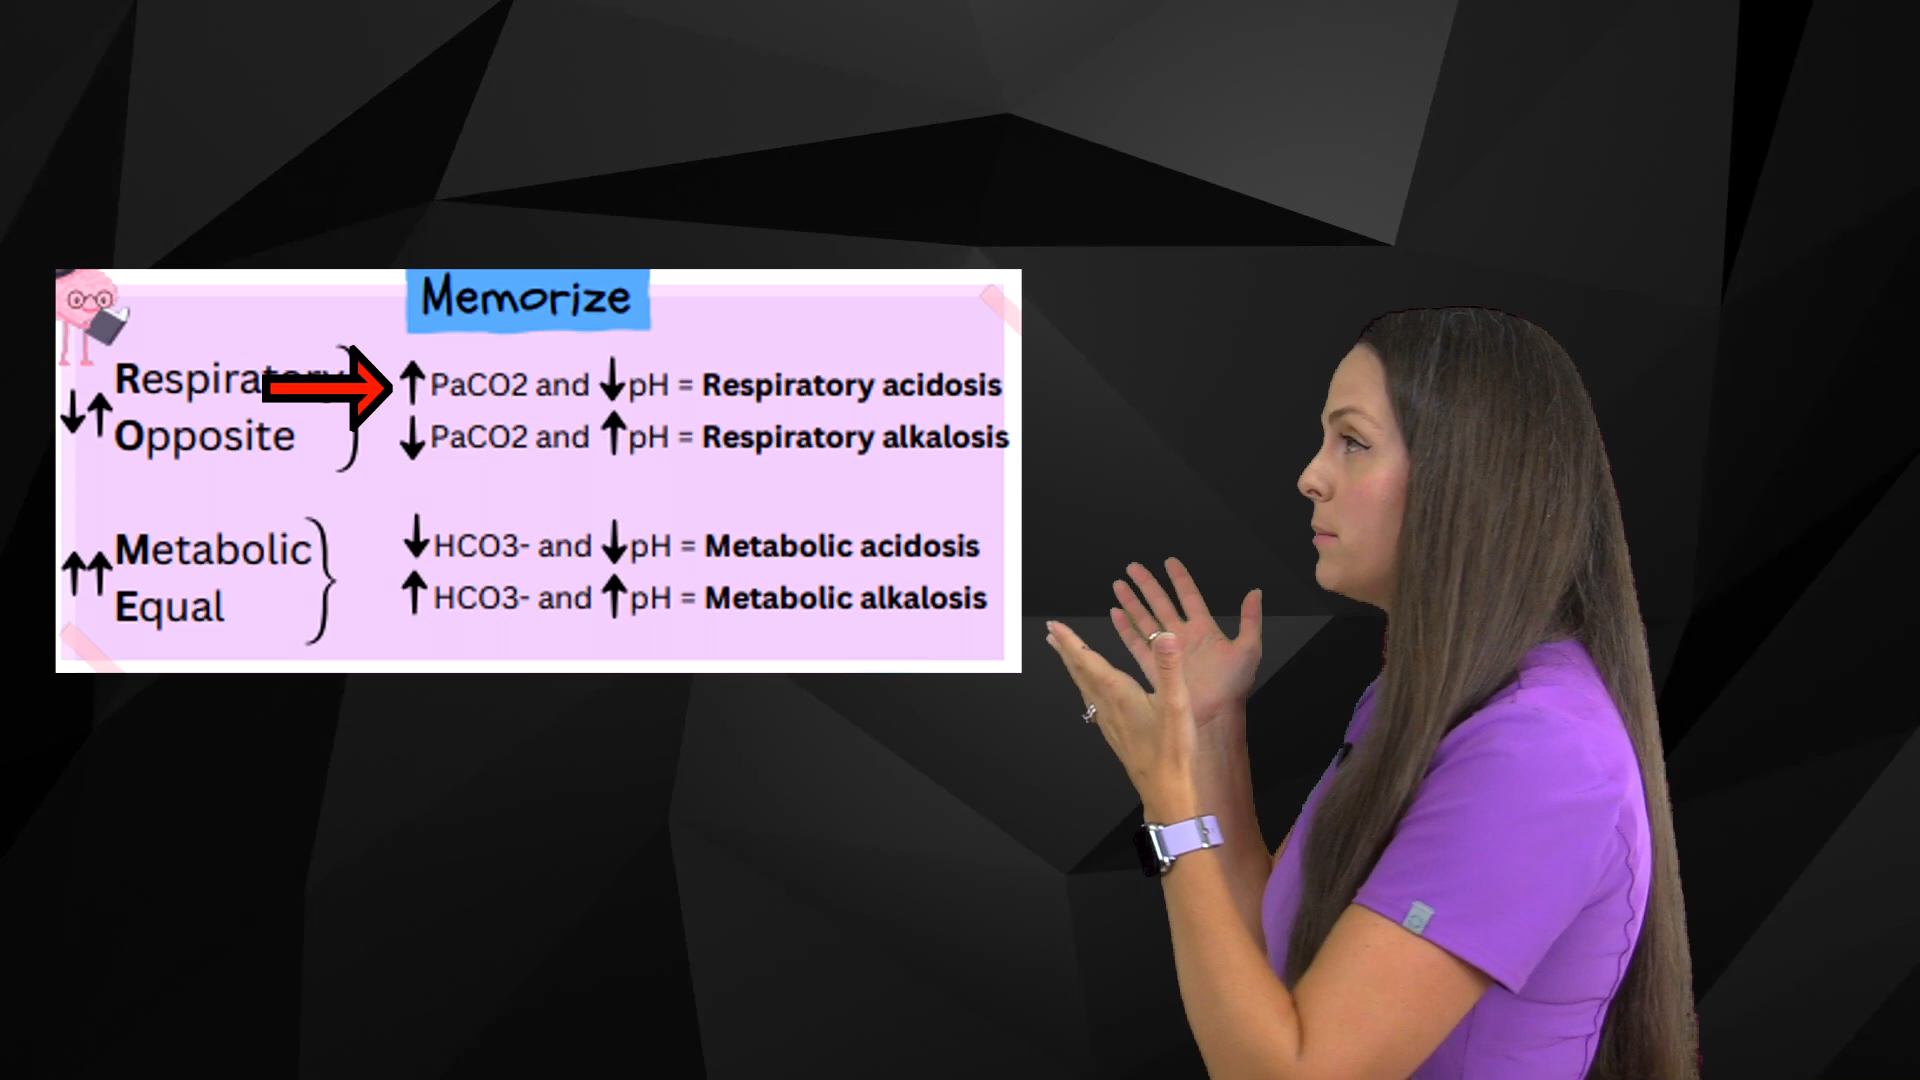 Memorize
Respiratory
Opposite
↓↑
↑PaCO2 and ↓pH = Respiratory acidosis
↓PaCO2 and ↑pH = Respiratory alkalosis
Metabolic
Equal
↑↑
↓HCO3- and ↓pH = Metabolic acidosis
↑HCO3- and ↑pH = Metabolic alkalosis